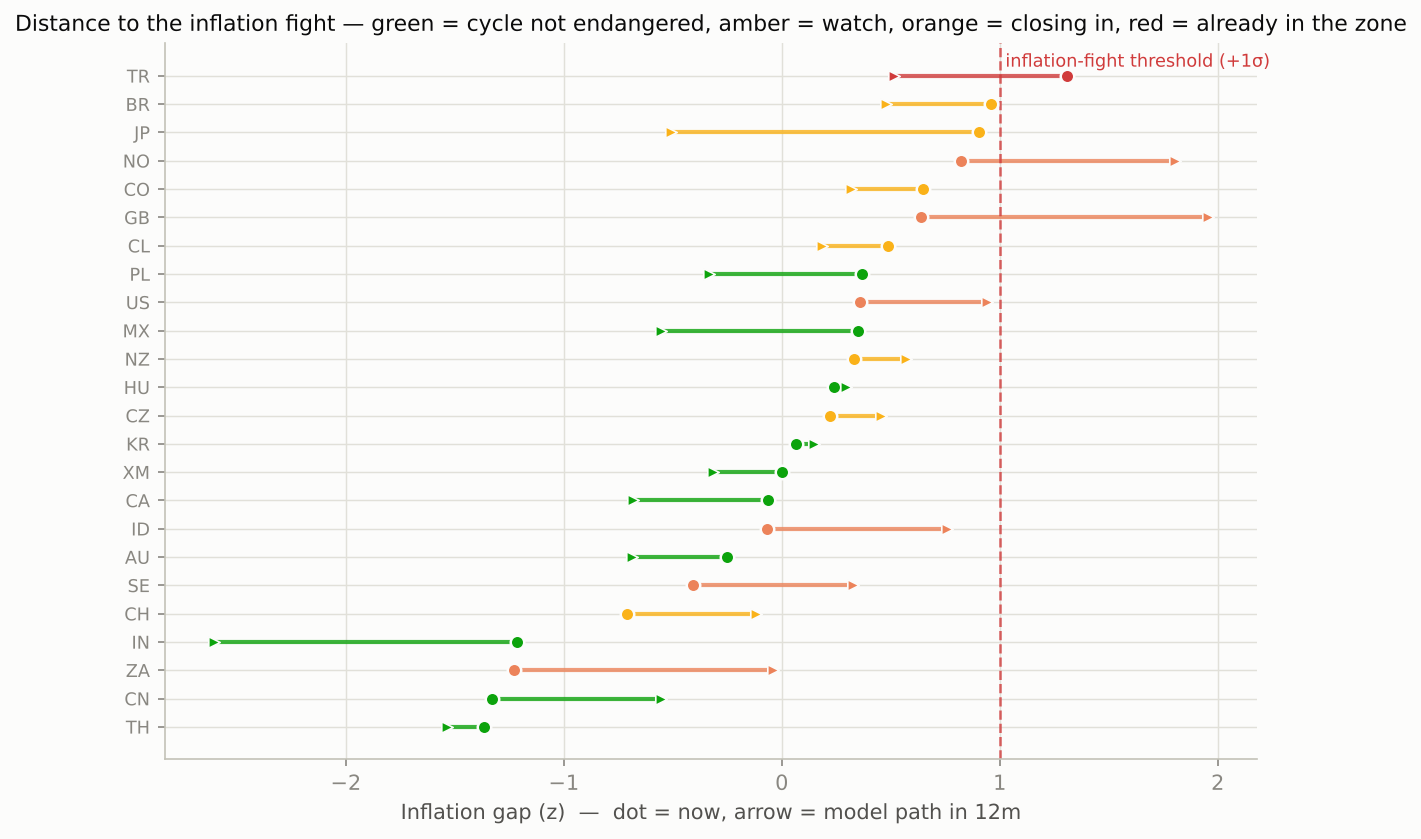 Distance to the inflation fight — green = cycle not endangered, amber = watch, orange = closing in, red = already in the zone
inflation-fight threshold (+1σ)
TR
BR
JP
NO
CO
GB
CL
PL
US
MX
NZ
HU
CZ
KR
XM
CA
ID
AU
SE
CH
IN
ZA
CN
TH
−2 −1 0 1 2
Inflation gap (z) — dot = now, arrow = model path in 12m